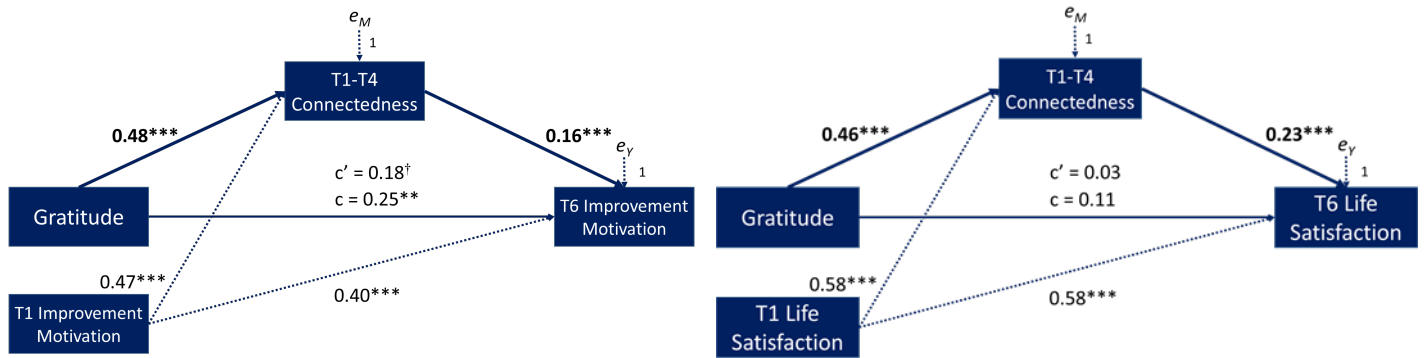 e_M
1
T1-T4
Connectedness
0.48***
0.16***
e_Y
1
c’ = 0.18†
c = 0.25**
Gratitude
T6 Improvement
Motivation
0.47***
0.40***
T1 Improvement
Motivation
e_M
1
T1-T4
Connectedness
0.46***
0.23***
e_Y
1
c’ = 0.03
c = 0.11
Gratitude
T6 Life
Satisfaction
0.58***
0.58***
T1 Life
Satisfaction